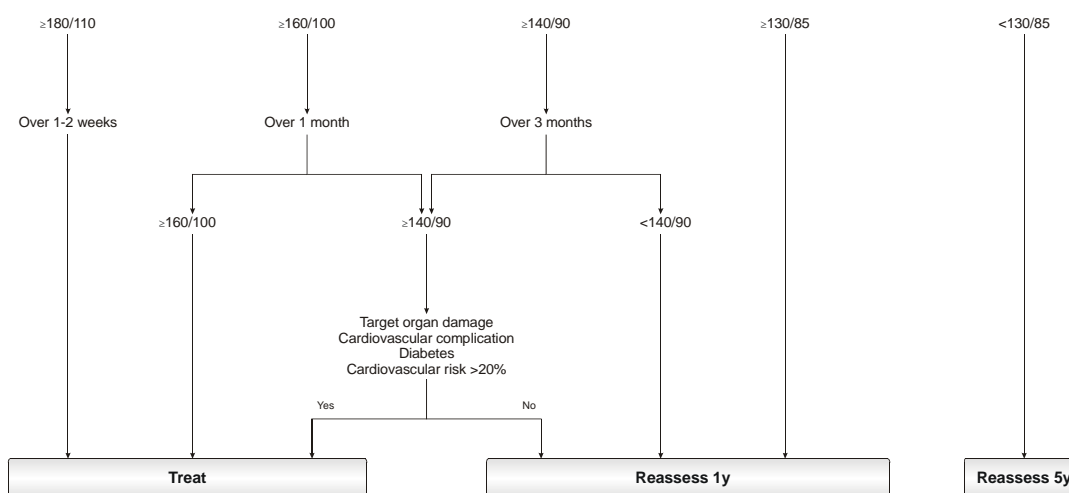 ≥180/110
≥160/100
≥140/90
≥130/85
<130/85
Over 1-2 weeks
Over 1 month
Over 3 months
≥160/100
≥140/90
<140/90
Target organ damage
Cardiovascular complication
Diabetes
Cardiovascular risk >20%
Yes
No
Treat
Reassess 1y
Reassess 5y